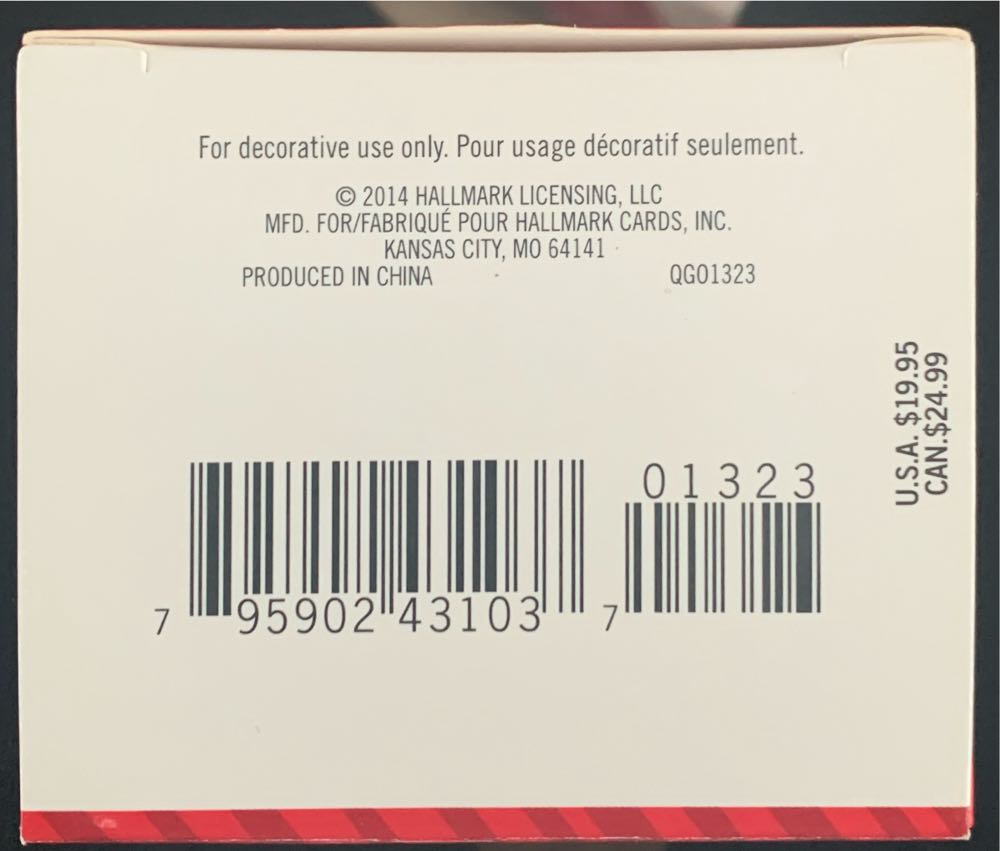 For decorative use only. Pour usage décoratif seulement.
© 2014 HALLMARK LICENSING, LLC
MFD. FOR/FABRIQUÉ POUR HALLMARK CARDS, INC.
KANSAS CITY, MO 64141
PRODUCED IN CHINA QGO1323
U.S.A. $19.95
CAN.$24.99
01323
7 95902 43103 7